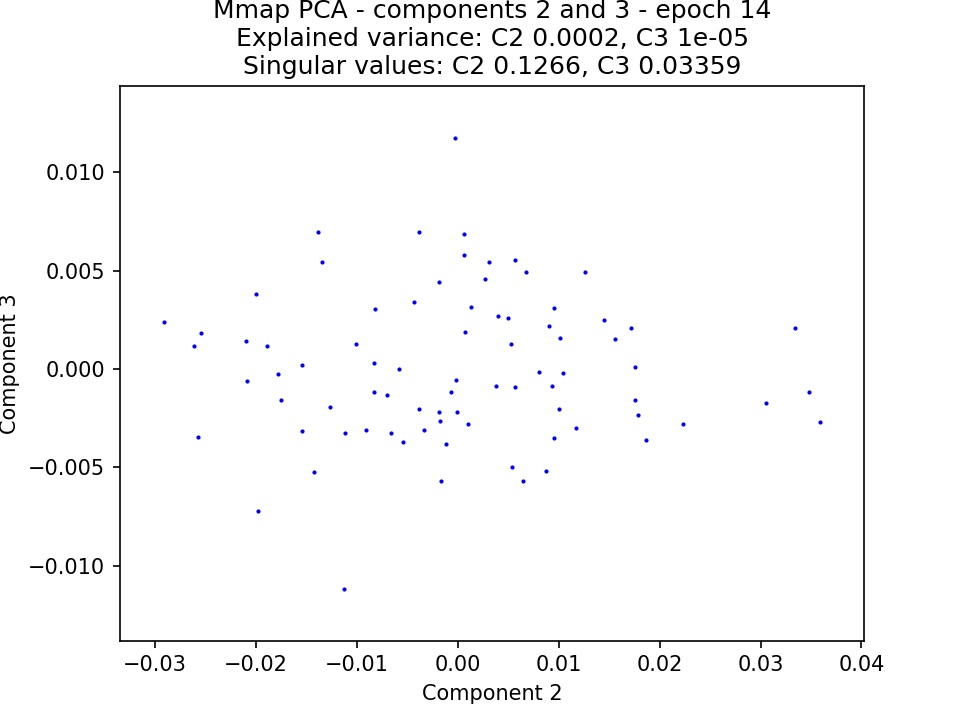 Mmap PCA - components 2 and 3 - epoch 14
Explained variance: C2 0.0002, C3 1e-05
Singular values: C2 0.1266, C3 0.03359
0.010
0.005
0.000
−0.005
−0.010
Component 3
−0.03 −0.02 −0.01 0.00 0.01 0.02 0.03 0.04
Component 2